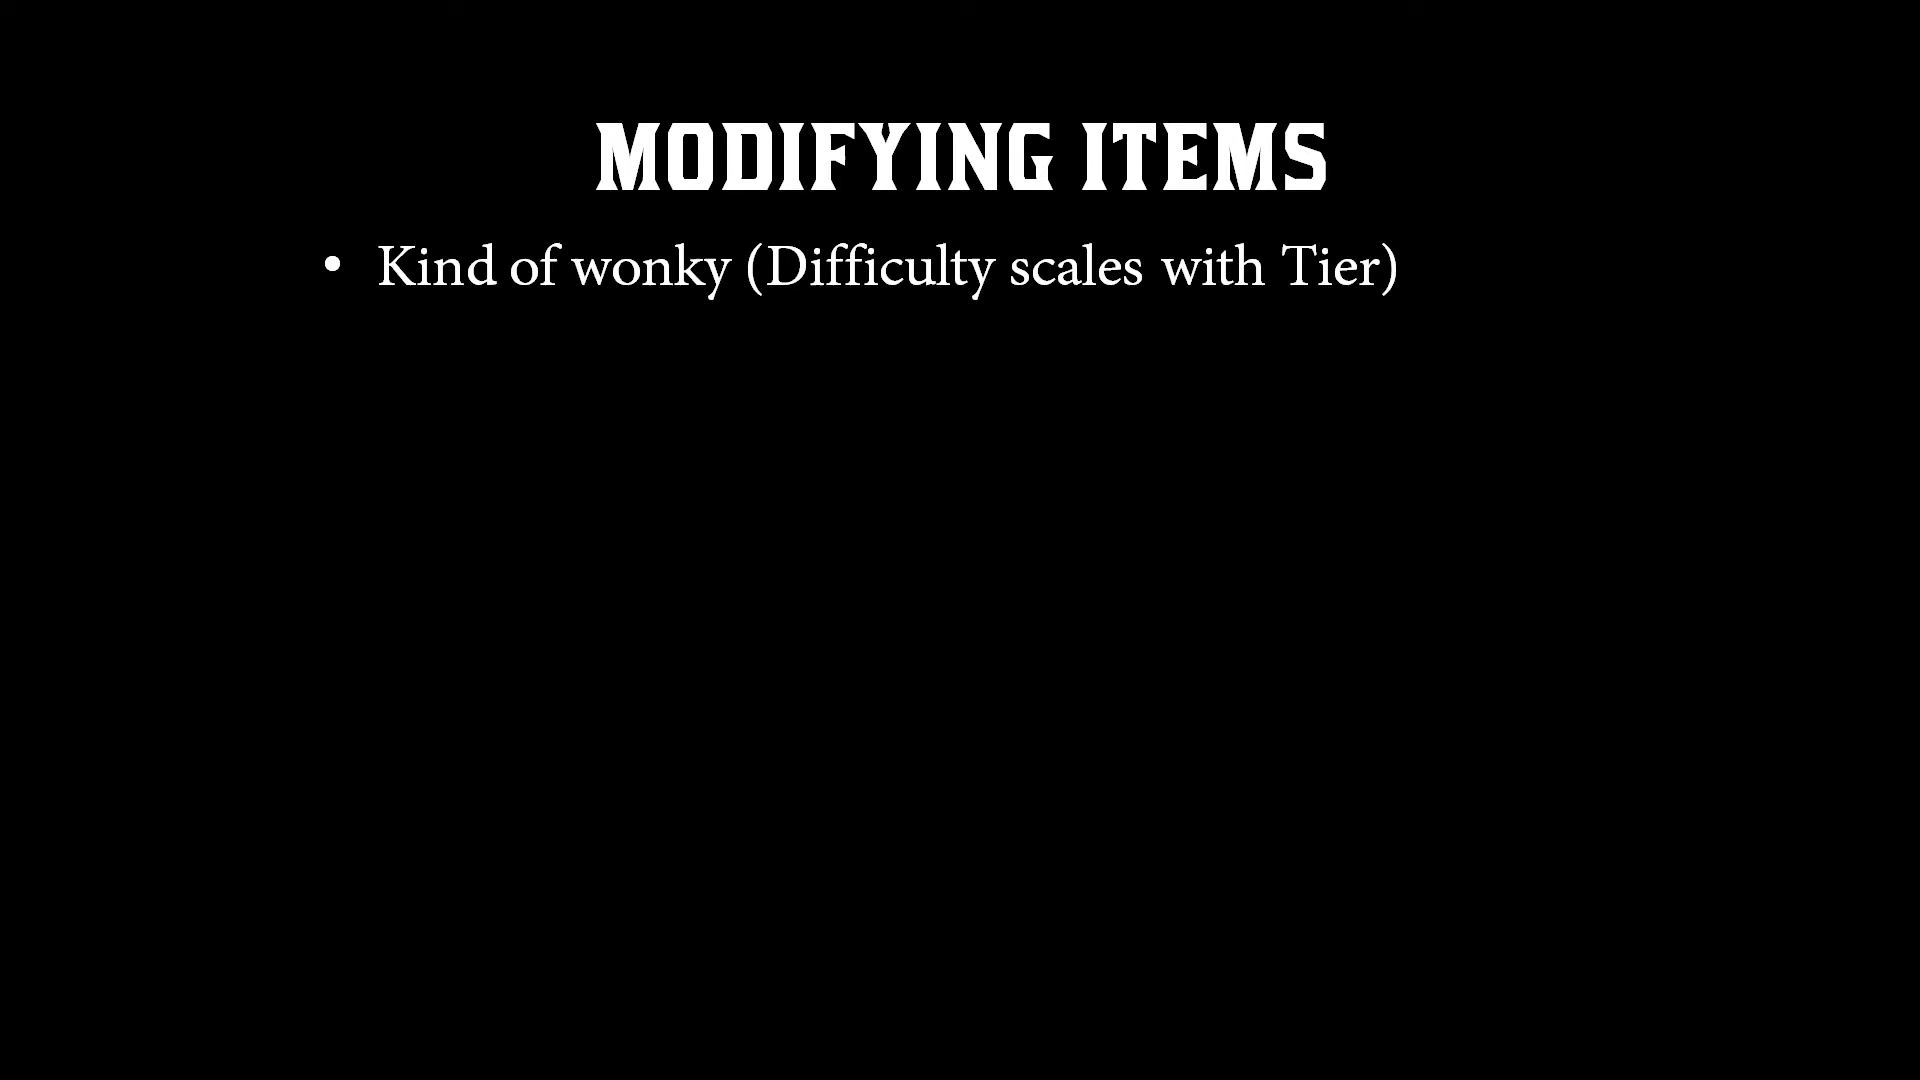 MODIFYING ITEMS
• Kind of wonky (Difficulty scales with Tier)